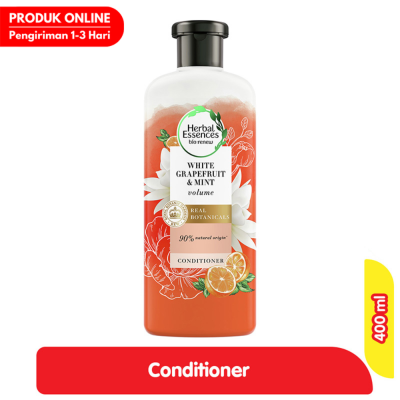 PRODUK ONLINE
Pengiriman 1-3 Hari
Herbal
Essences
bio:renew
WHITE
GRAPEFRUIT
& MINT
volume
REAL
BOTANICALS
90% natural origin
CONDITIONER
400 ml
Conditioner